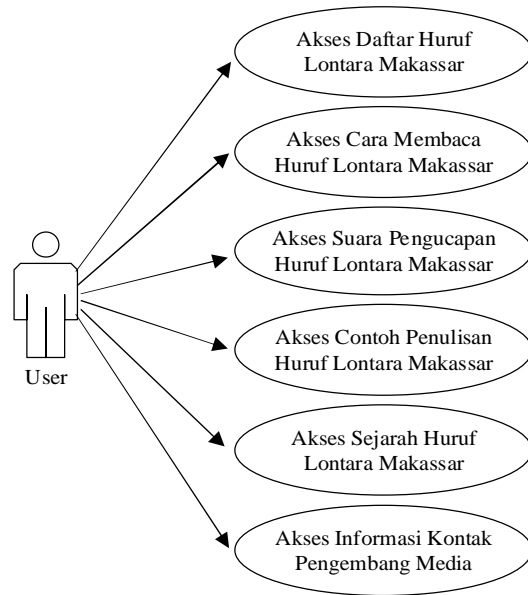 Akses Daftar Huruf
Lontara Makassar
Akses Cara Membaca
Huruf Lontara Makassar
Akses Suara Pengucapan
Huruf Lontara Makassar
Akses Contoh Penulisan
Huruf Lontara Makassar
User
Akses Sejarah Huruf
Lontara Makassar
Akses Informasi Kontak
Pengembang Media